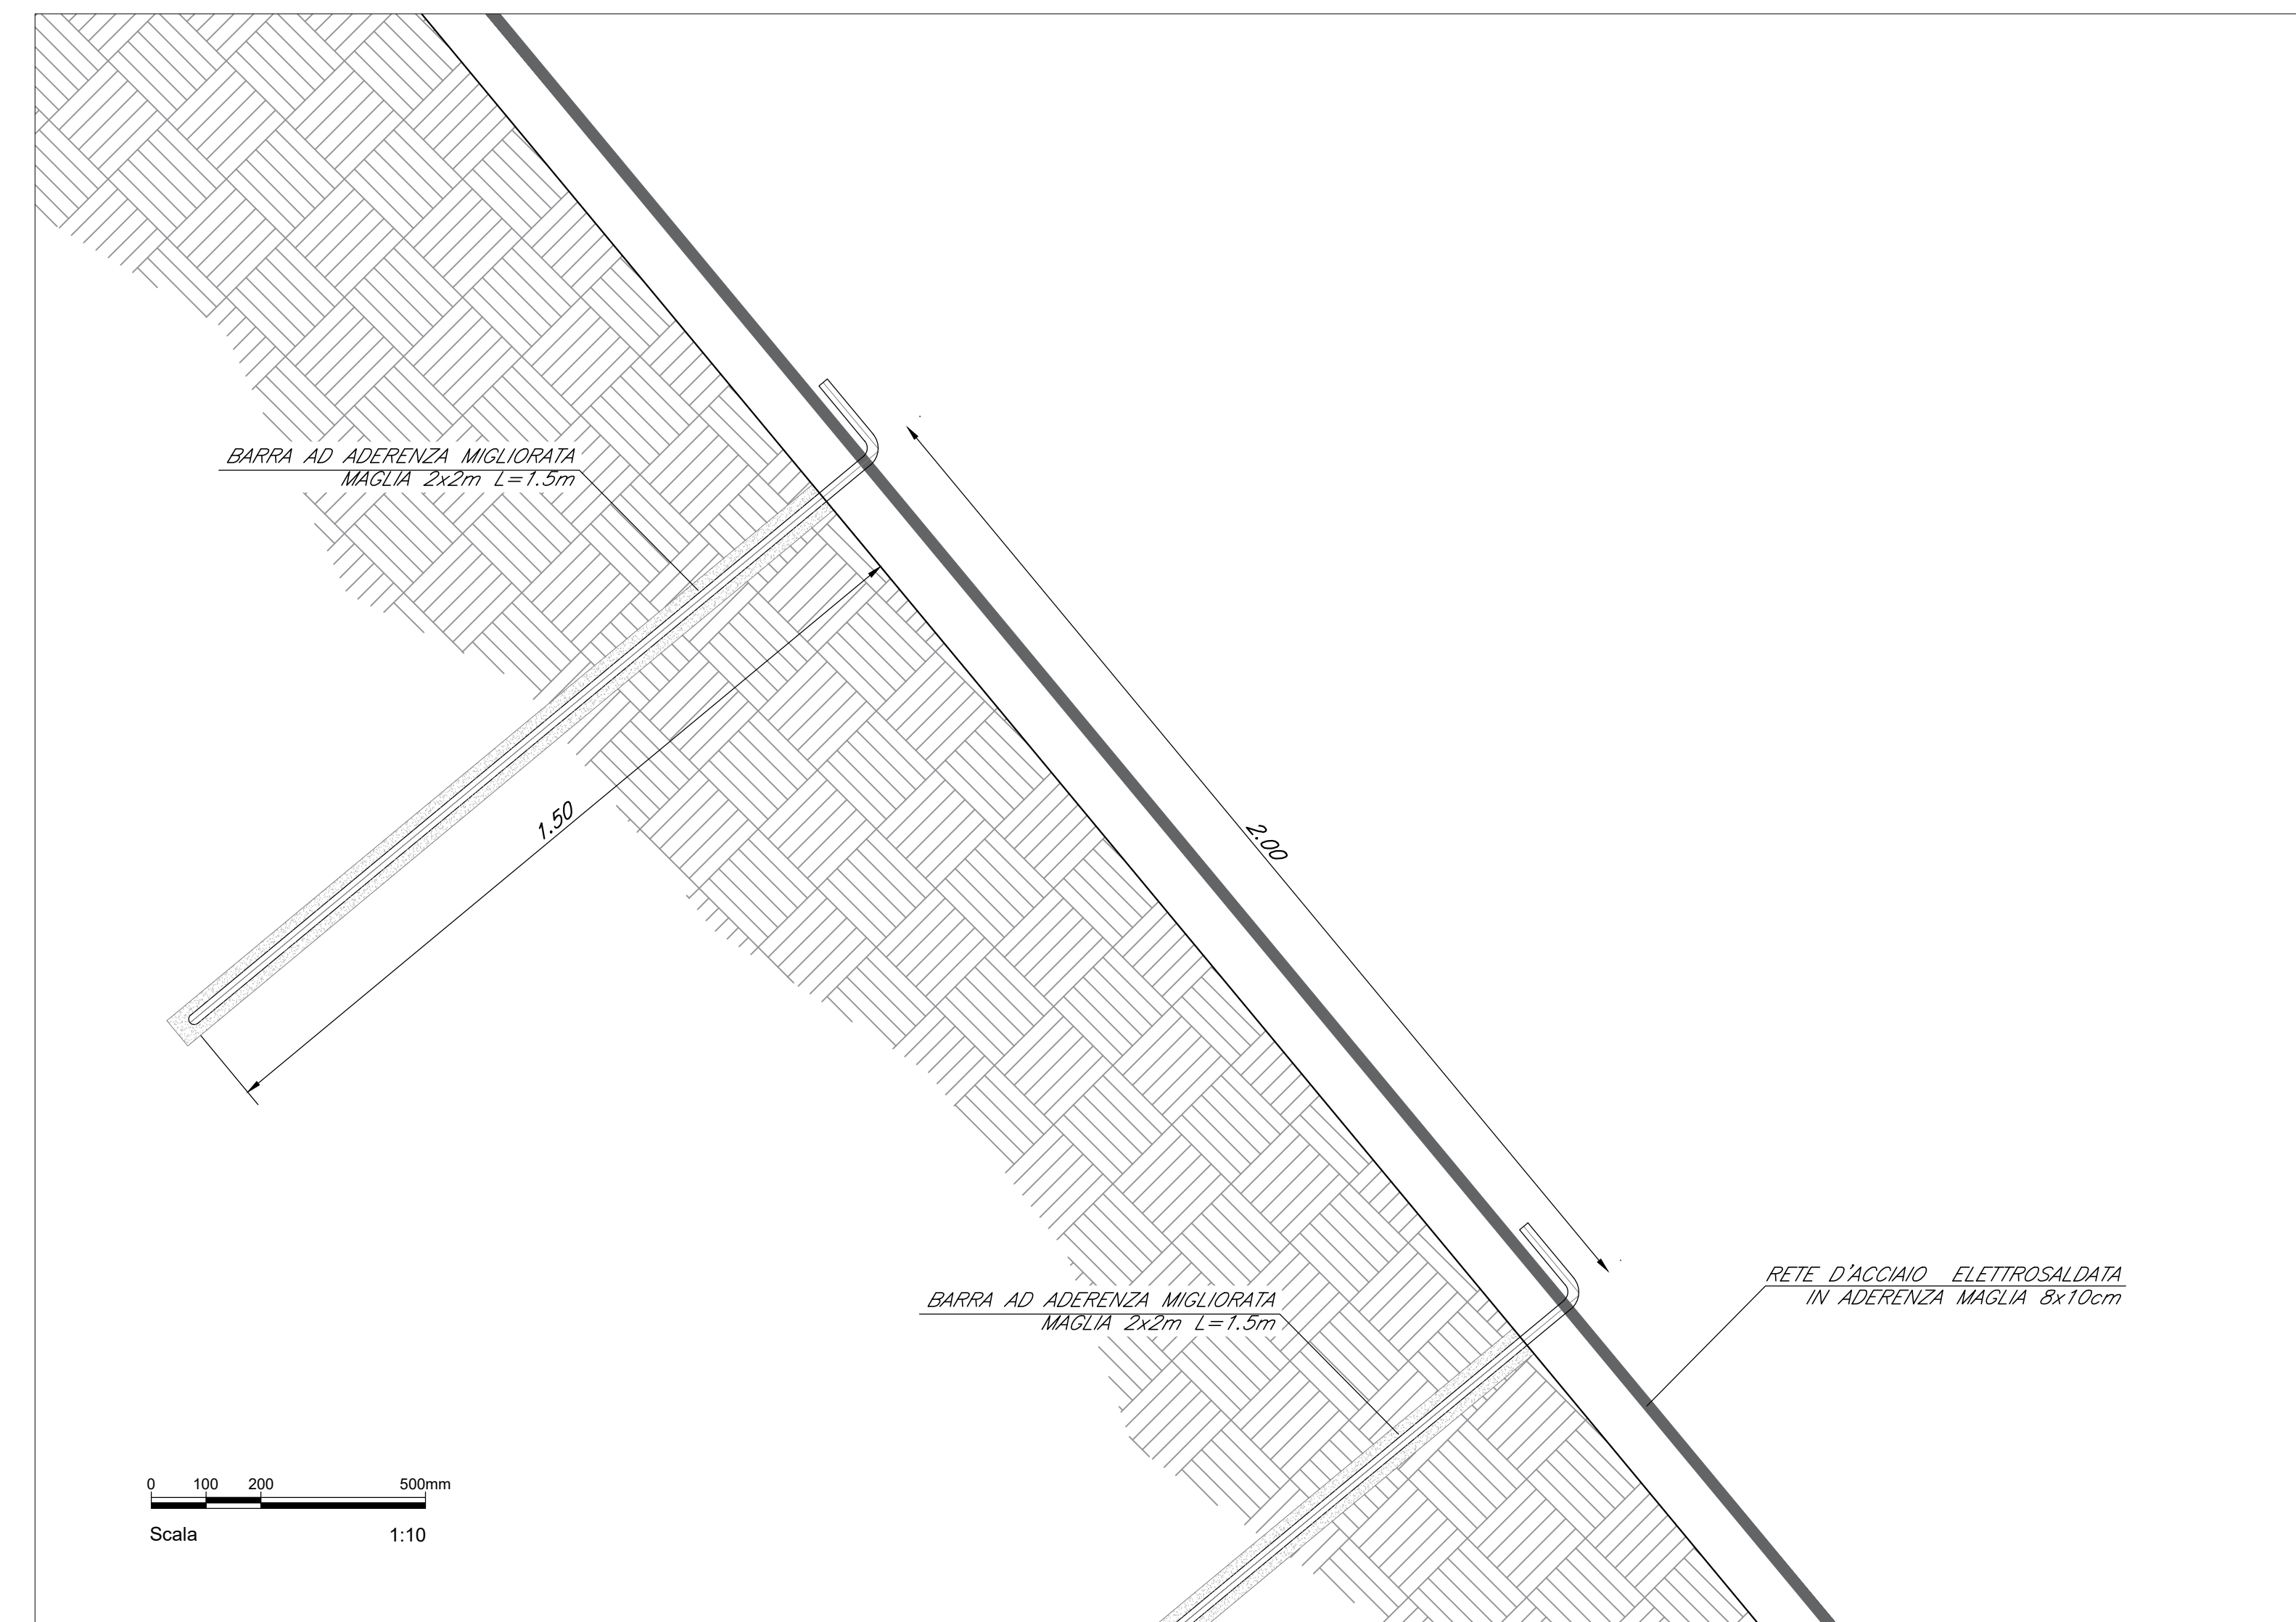 BARRA AD ADERENZA MIGLIORATA
MAGLIA 2x2m L=1.5m
1.50
2.00
BARRA AD ADERENZA MIGLIORATA
MAGLIA 2x2m L=1.5m
RETE D'ACCIAIO ELETTROSALDATA
IN ADERENZA MAGLIA 8x10cm
0 100 200 500mm
Scala 1:10